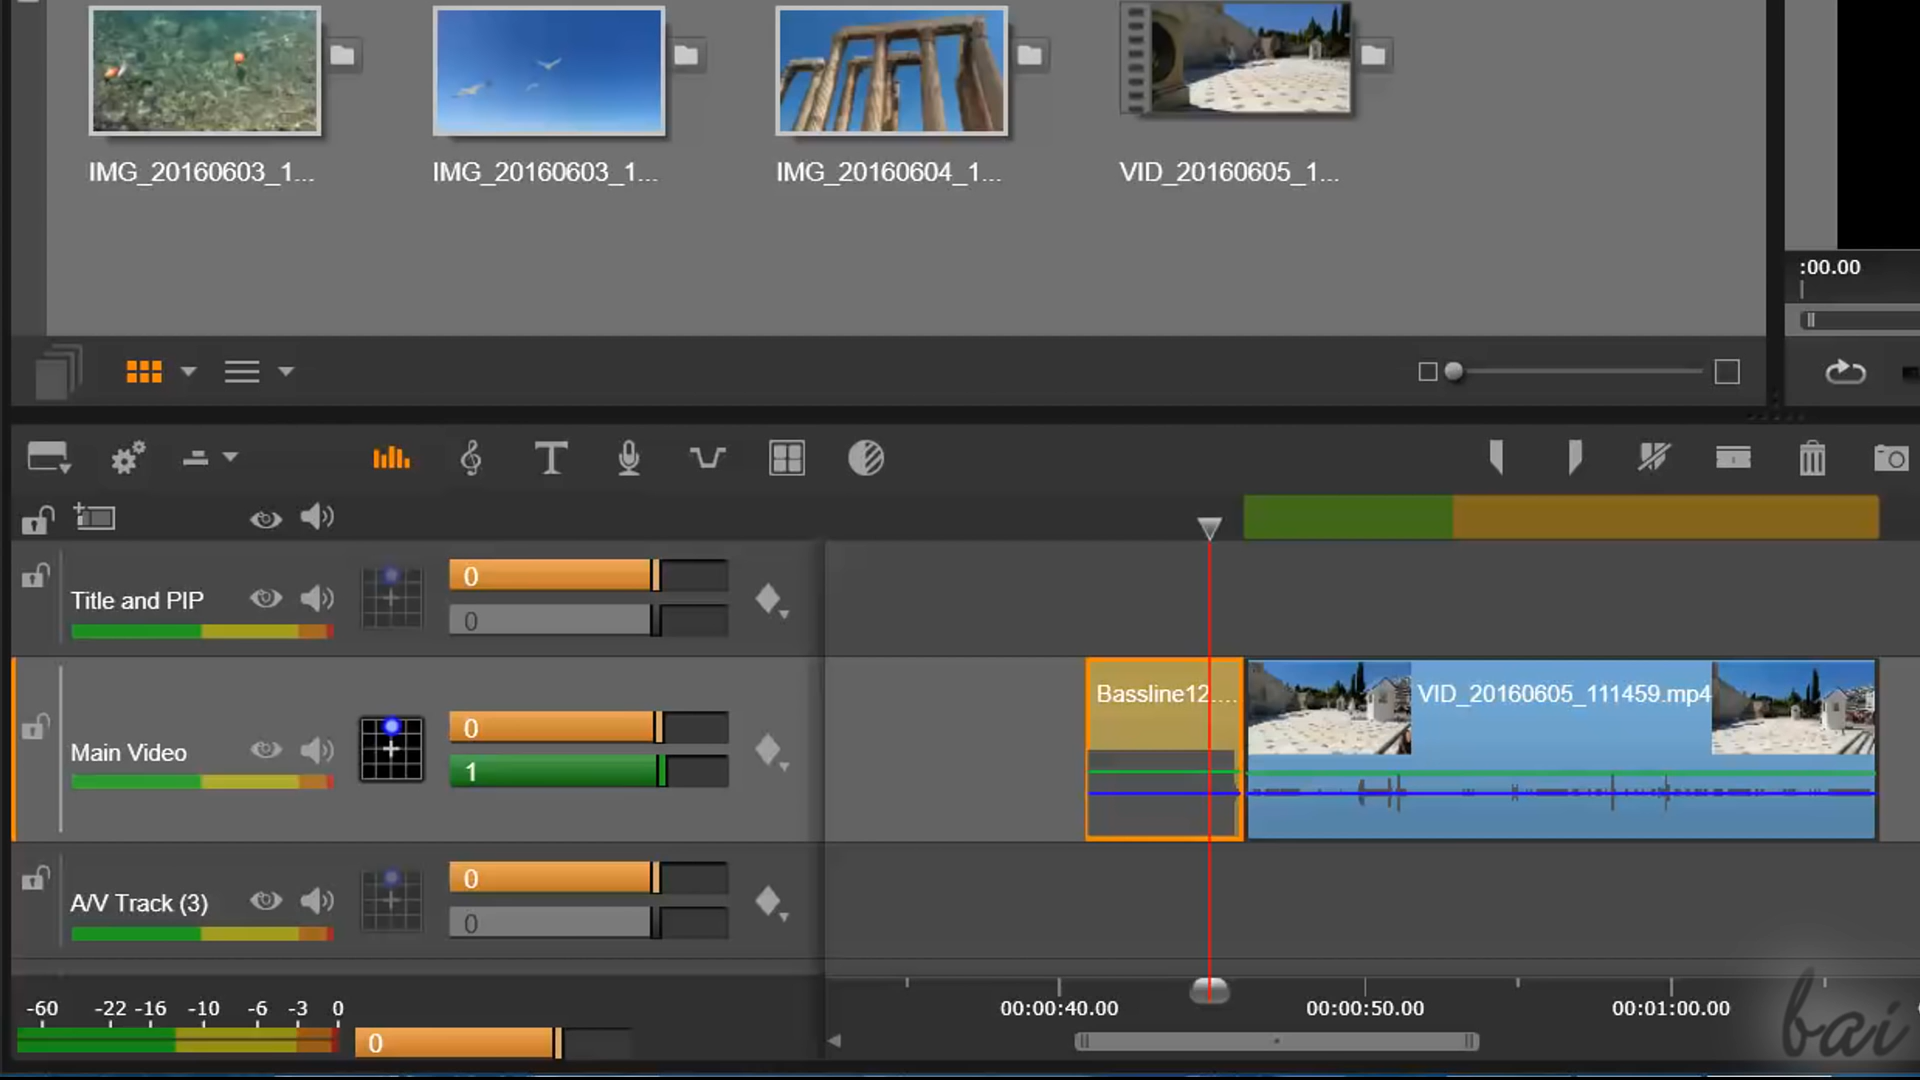 IMG_20160603_1...
IMG_20160603_1...
IMG_20160604_1...
VID_20160605_1...
:00.00
Title and PIP
0
0
Main Video
0
1
Bassline12....
VID_20160605_111459.mp4
A/V Track (3)
0
0
-60 -22 -16 -10 -6 -3 0
0
00:00:40.00
00:00:50.00
00:01:00.00
bai